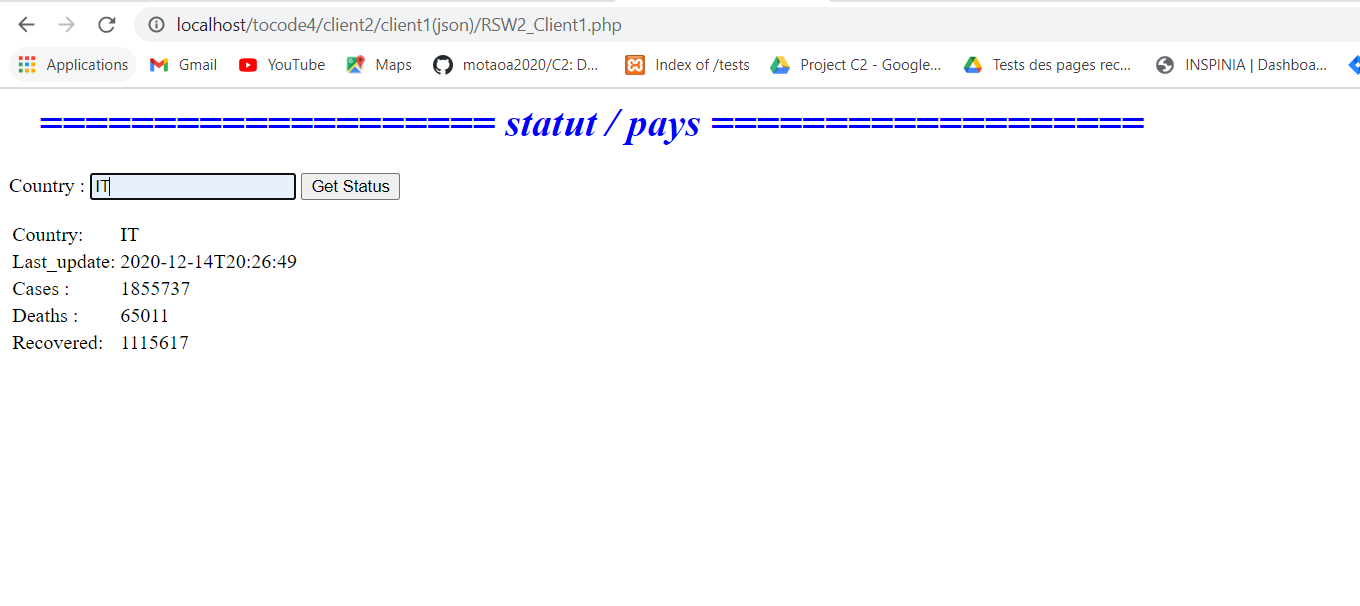 localhost/tocode4/client2/client1(json)/RSW2_Client1.php
Applications Gmail YouTube Maps motaoa2020/C2: D... Index of /tests Project C2 - Google... Tests des pages rec... INSPINIA | Dashboa...
==================== statut / pays ===================
Country : IT Get Status
Country: IT
Last_update: 2020-12-14T20:26:49
Cases : 1855737
Deaths : 65011
Recovered: 1115617